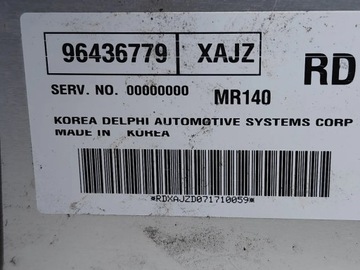 96436779 XAJZ RD
SERV. NO. 00000000 MR140
KOREA DELPHI AUTOMOTIVE SYSTEMS CORP
MADE IN KOREA
*RDXAJZD071710059*